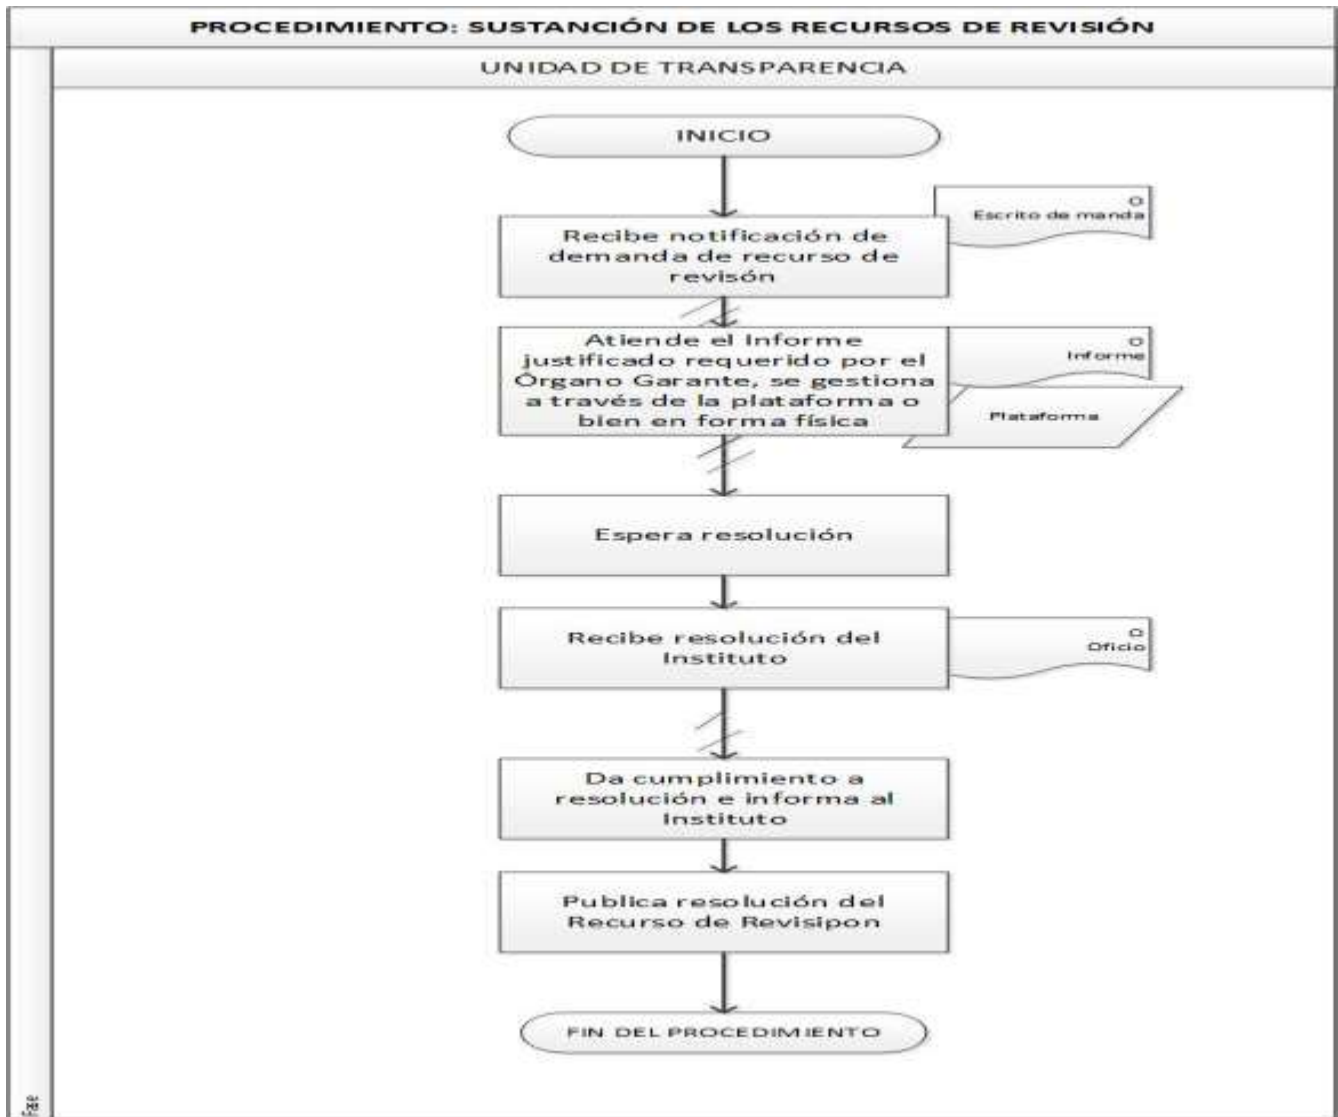 PROCEDIMIENTO: SUSTANCIÓN DE LOS RECURSOS DE REVISIÓN
UNIDAD DE TRANSPARENCIA
INICIO
O
Escrito de manda
Recibe notificación de
demanda de recurso de
revisón
Atiende el Informe
justificado requerido por el
Órgano Garante, se gestiona
a través de la plataforma o
bien en forma física
O
Informe
Plataforma
Espera resolución
Recibe resolución del
Instituto
O
Oficio
Da cumplimiento a
resolución e informa al
Instituto
Publica resolución del
Recurso de Revisipon
FIN DEL PROCEDIMIENTO
Fase